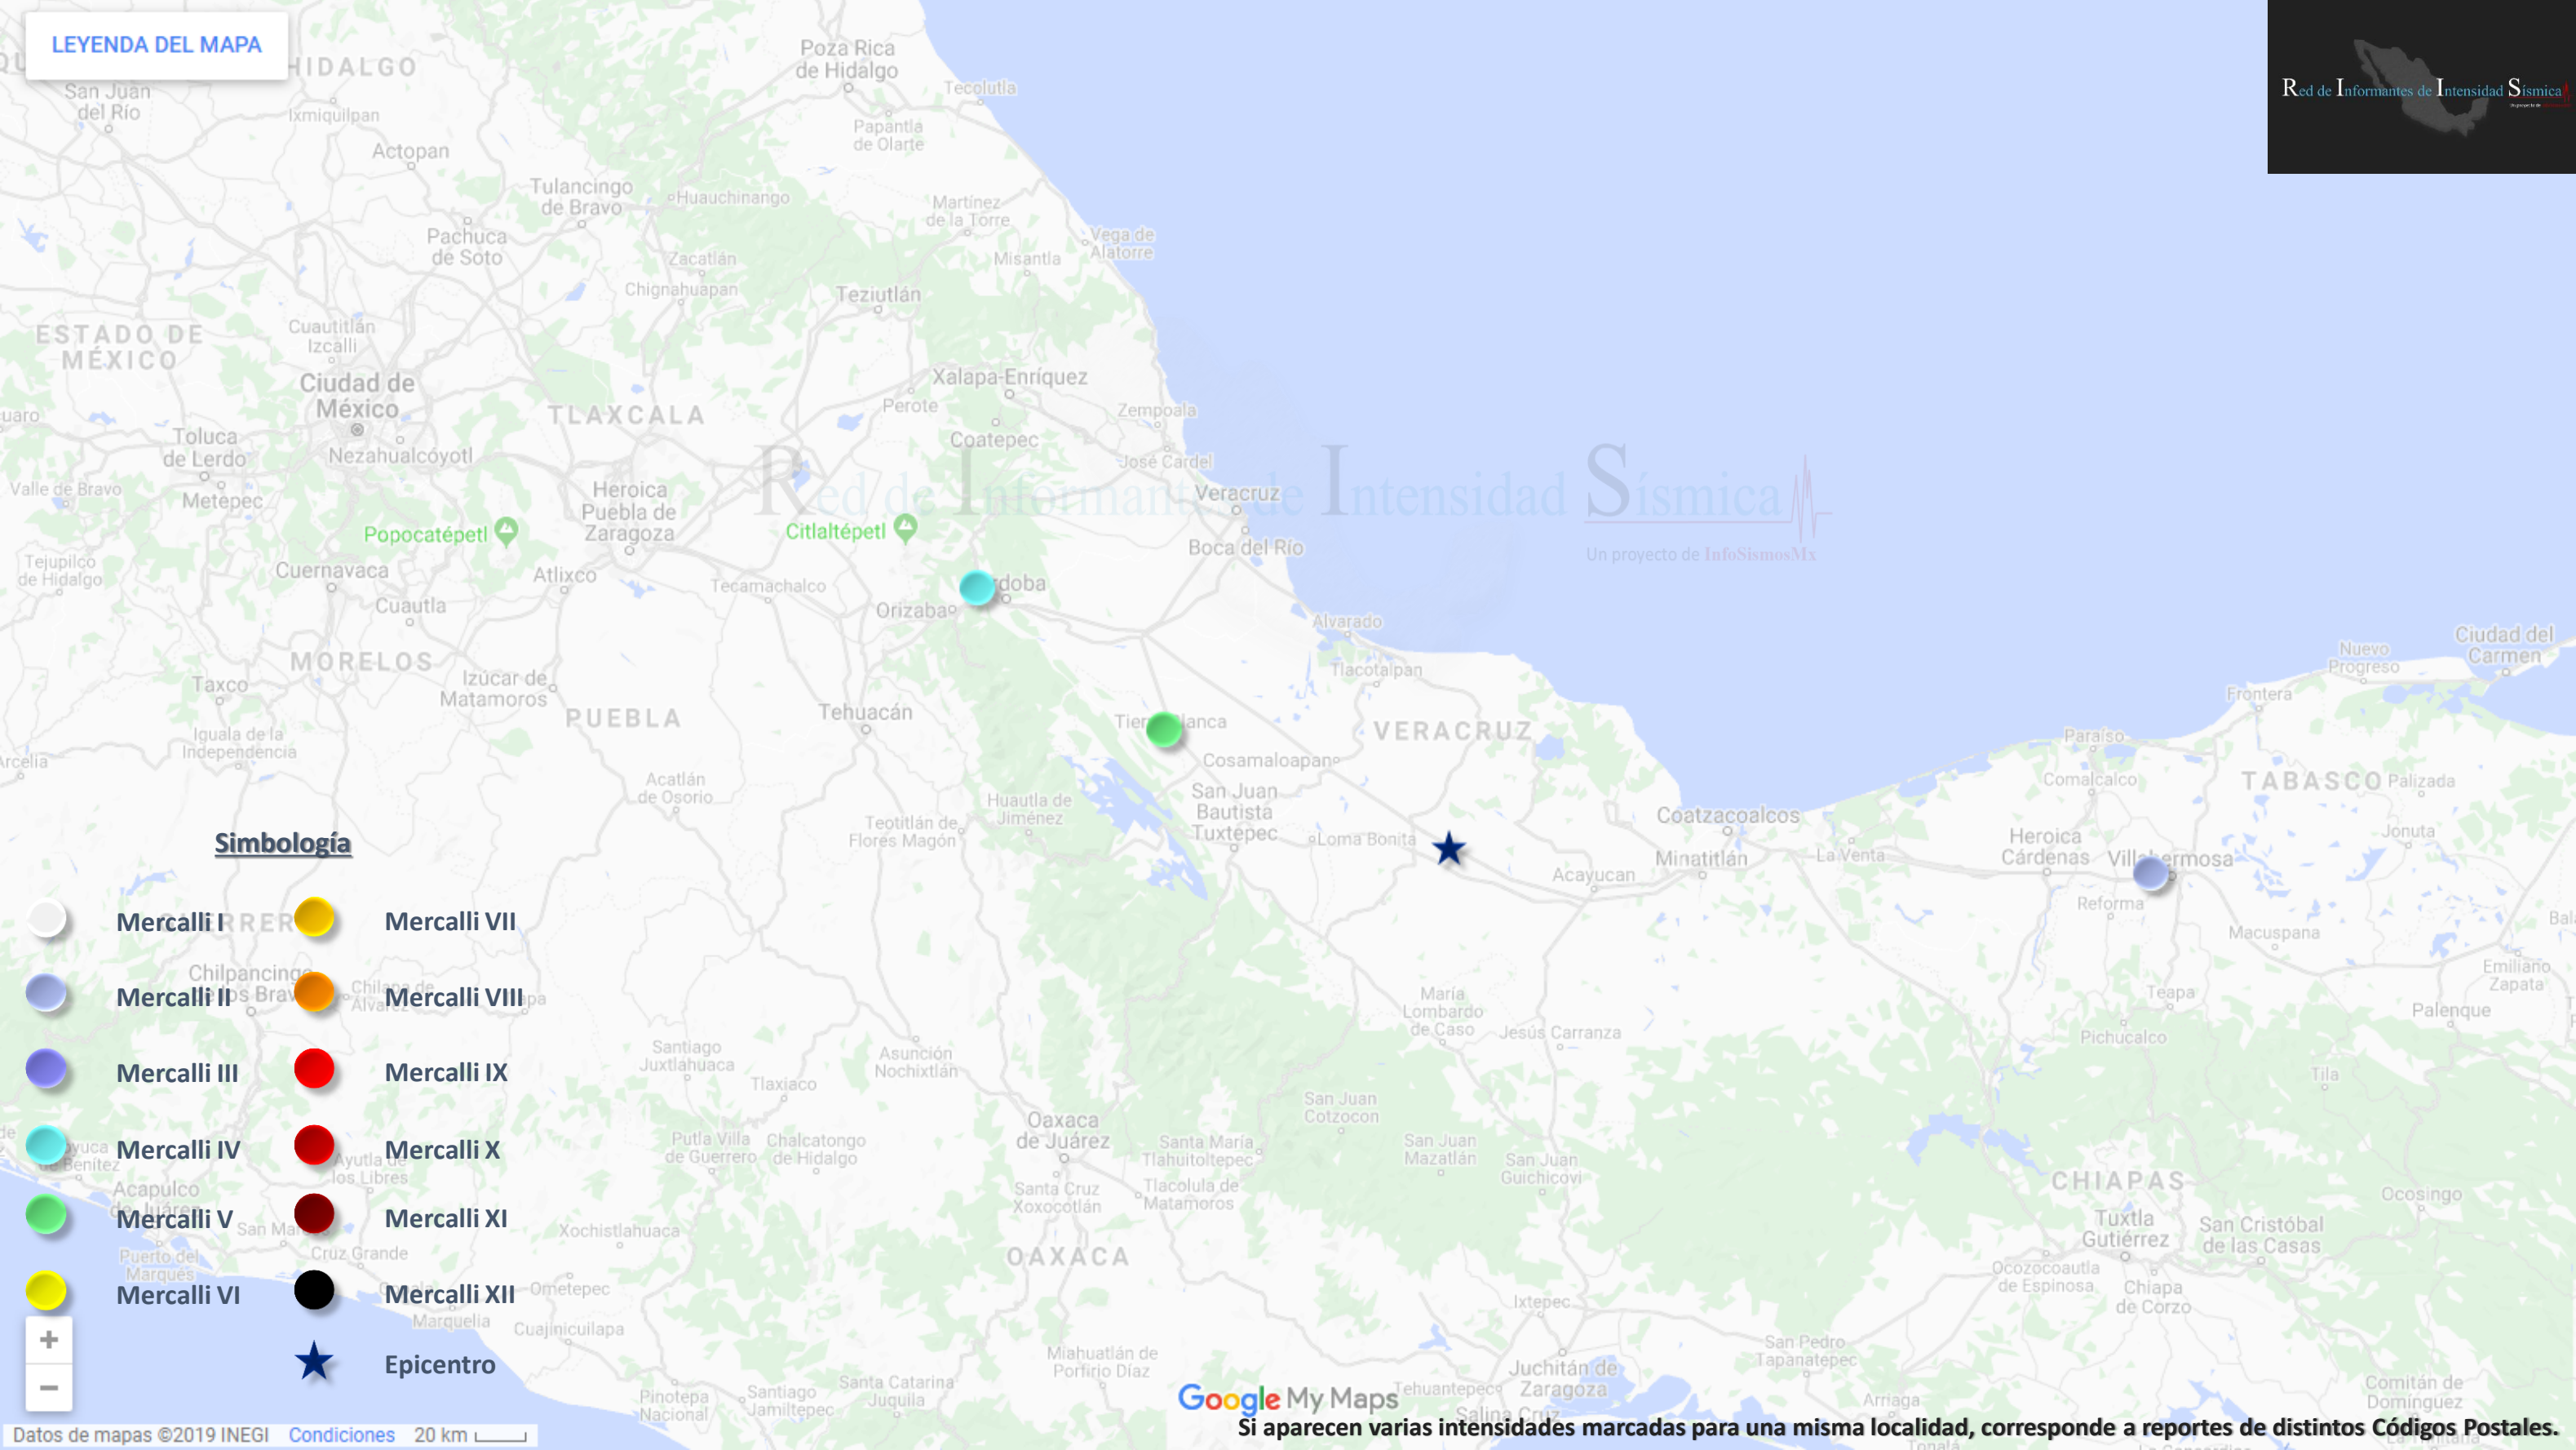 LEYENDA DEL MAPA
Red de Informantes de Intensidad Sísmica
HIDALGO
San Juan
del Río
Ixmiquilpan
Actopan
Poza Rica
de Hidalgo
Tecolutla
Papantla
de Olarte
Tulancingo
de Bravo
Huauchinango
Martínez
de la Torre
Pachuca
de Soto
Zacatlán
Misantla
Vega de
Alatorre
Chignahuapan
Teziutlán
ESTADO DE
MÉXICO
Cuautitlán
Izcalli
Ciudad de
México
Xalapa-Enríquez
TLAXCALA
Perote
Zempoala
Toluca
de Lerdo
Nezahualcóyotl
Coatepec
José Cardel
Valle de Bravo
Metepec
Heroica
Puebla de
Zaragoza
Red de Informantes de Intensidad Sísmica
Veracruz
Popocatépetl
Citlaltépetl
Boca del Río
Un proyecto de InfoSismosMx
Tejupilco
de Hidalgo
Cuernavaca
Atlixco
Tecamachalco
Cuautla
Orizaba
Alvarado
MORELOS
Taxco
Izúcar de
Matamoros
Tlacotalpan
Nuevo
Progreso
Ciudad del
Carmen
Frontera
PUEBLA
Tehuacán
VERACRUZ
Iguala de la
Independencia
Paraíso
Arcelia
Acatlán
de Osorio
Cosamaloapan
Comalcalco
TABASCO
Palizada
San Juan
Bautista
Tuxtepec
Huautla de
Jiménez
Teotitlán de
Flores Magón
Loma Bonita
Coatzacoalcos
Minatitlán
La Venta
Heroica
Cárdenas
Jonuta
Acayucan
Reforma
Macuspana
Emiliano
Zapata
Teapa
Palenque
Pichucalco
María
Lombardo
de Caso
Jesús Carranza
Tila
Simbología
Mercalli I
Mercalli VII
Chilpancingo
Mercalli II
Mercalli VIII
Mercalli III
Mercalli IX
Mercalli IV
Mercalli X
Mercalli V
Mercalli XI
Mercalli VI
Mercalli XII
Epicentro
Santiago
Juxtlahuaca
Asunción
Nochixtlán
Tlaxiaco
San Juan
Cotzocon
Oaxaca
de Juárez
Putla Villa
de Guerrero
Chalcatongo
de Hidalgo
Santa María
Tlahuitoltepec
San Juan
Mazatlán
San Juan
Guichicovi
Ayutla de
los Libres
Acapulco
de Juárez
Santa Cruz
Xoxocotlán
Tlacolula de
Matamoros
CHIAPAS
Ocosingo
Xochistlahuaca
Tuxtla
Gutiérrez
San Cristóbal
de las Casas
Puerto del
Marqués
Cruz Grande
OAXACA
Ometepec
Ocozocoautla
de Espinosa
Chiapa
de Corzo
Marquelia
Cuajinicuilapa
Ixtepec
San Pedro
Tapanatepec
Miahuatlán de
Porfirio Díaz
Juchitán de
Zaragoza
Pinotepa
Nacional
Santiago
Jamiltepec
Santa Catarina
Juquila
Tehuantepec
Arriaga
Comitán de
Domínguez
Google My Maps
Salina Cruz
Si aparecen varias intensidades marcadas para una misma localidad, corresponde a reportes de distintos Códigos Postales.
Datos de mapas ©2019 INEGI Condiciones 20 km